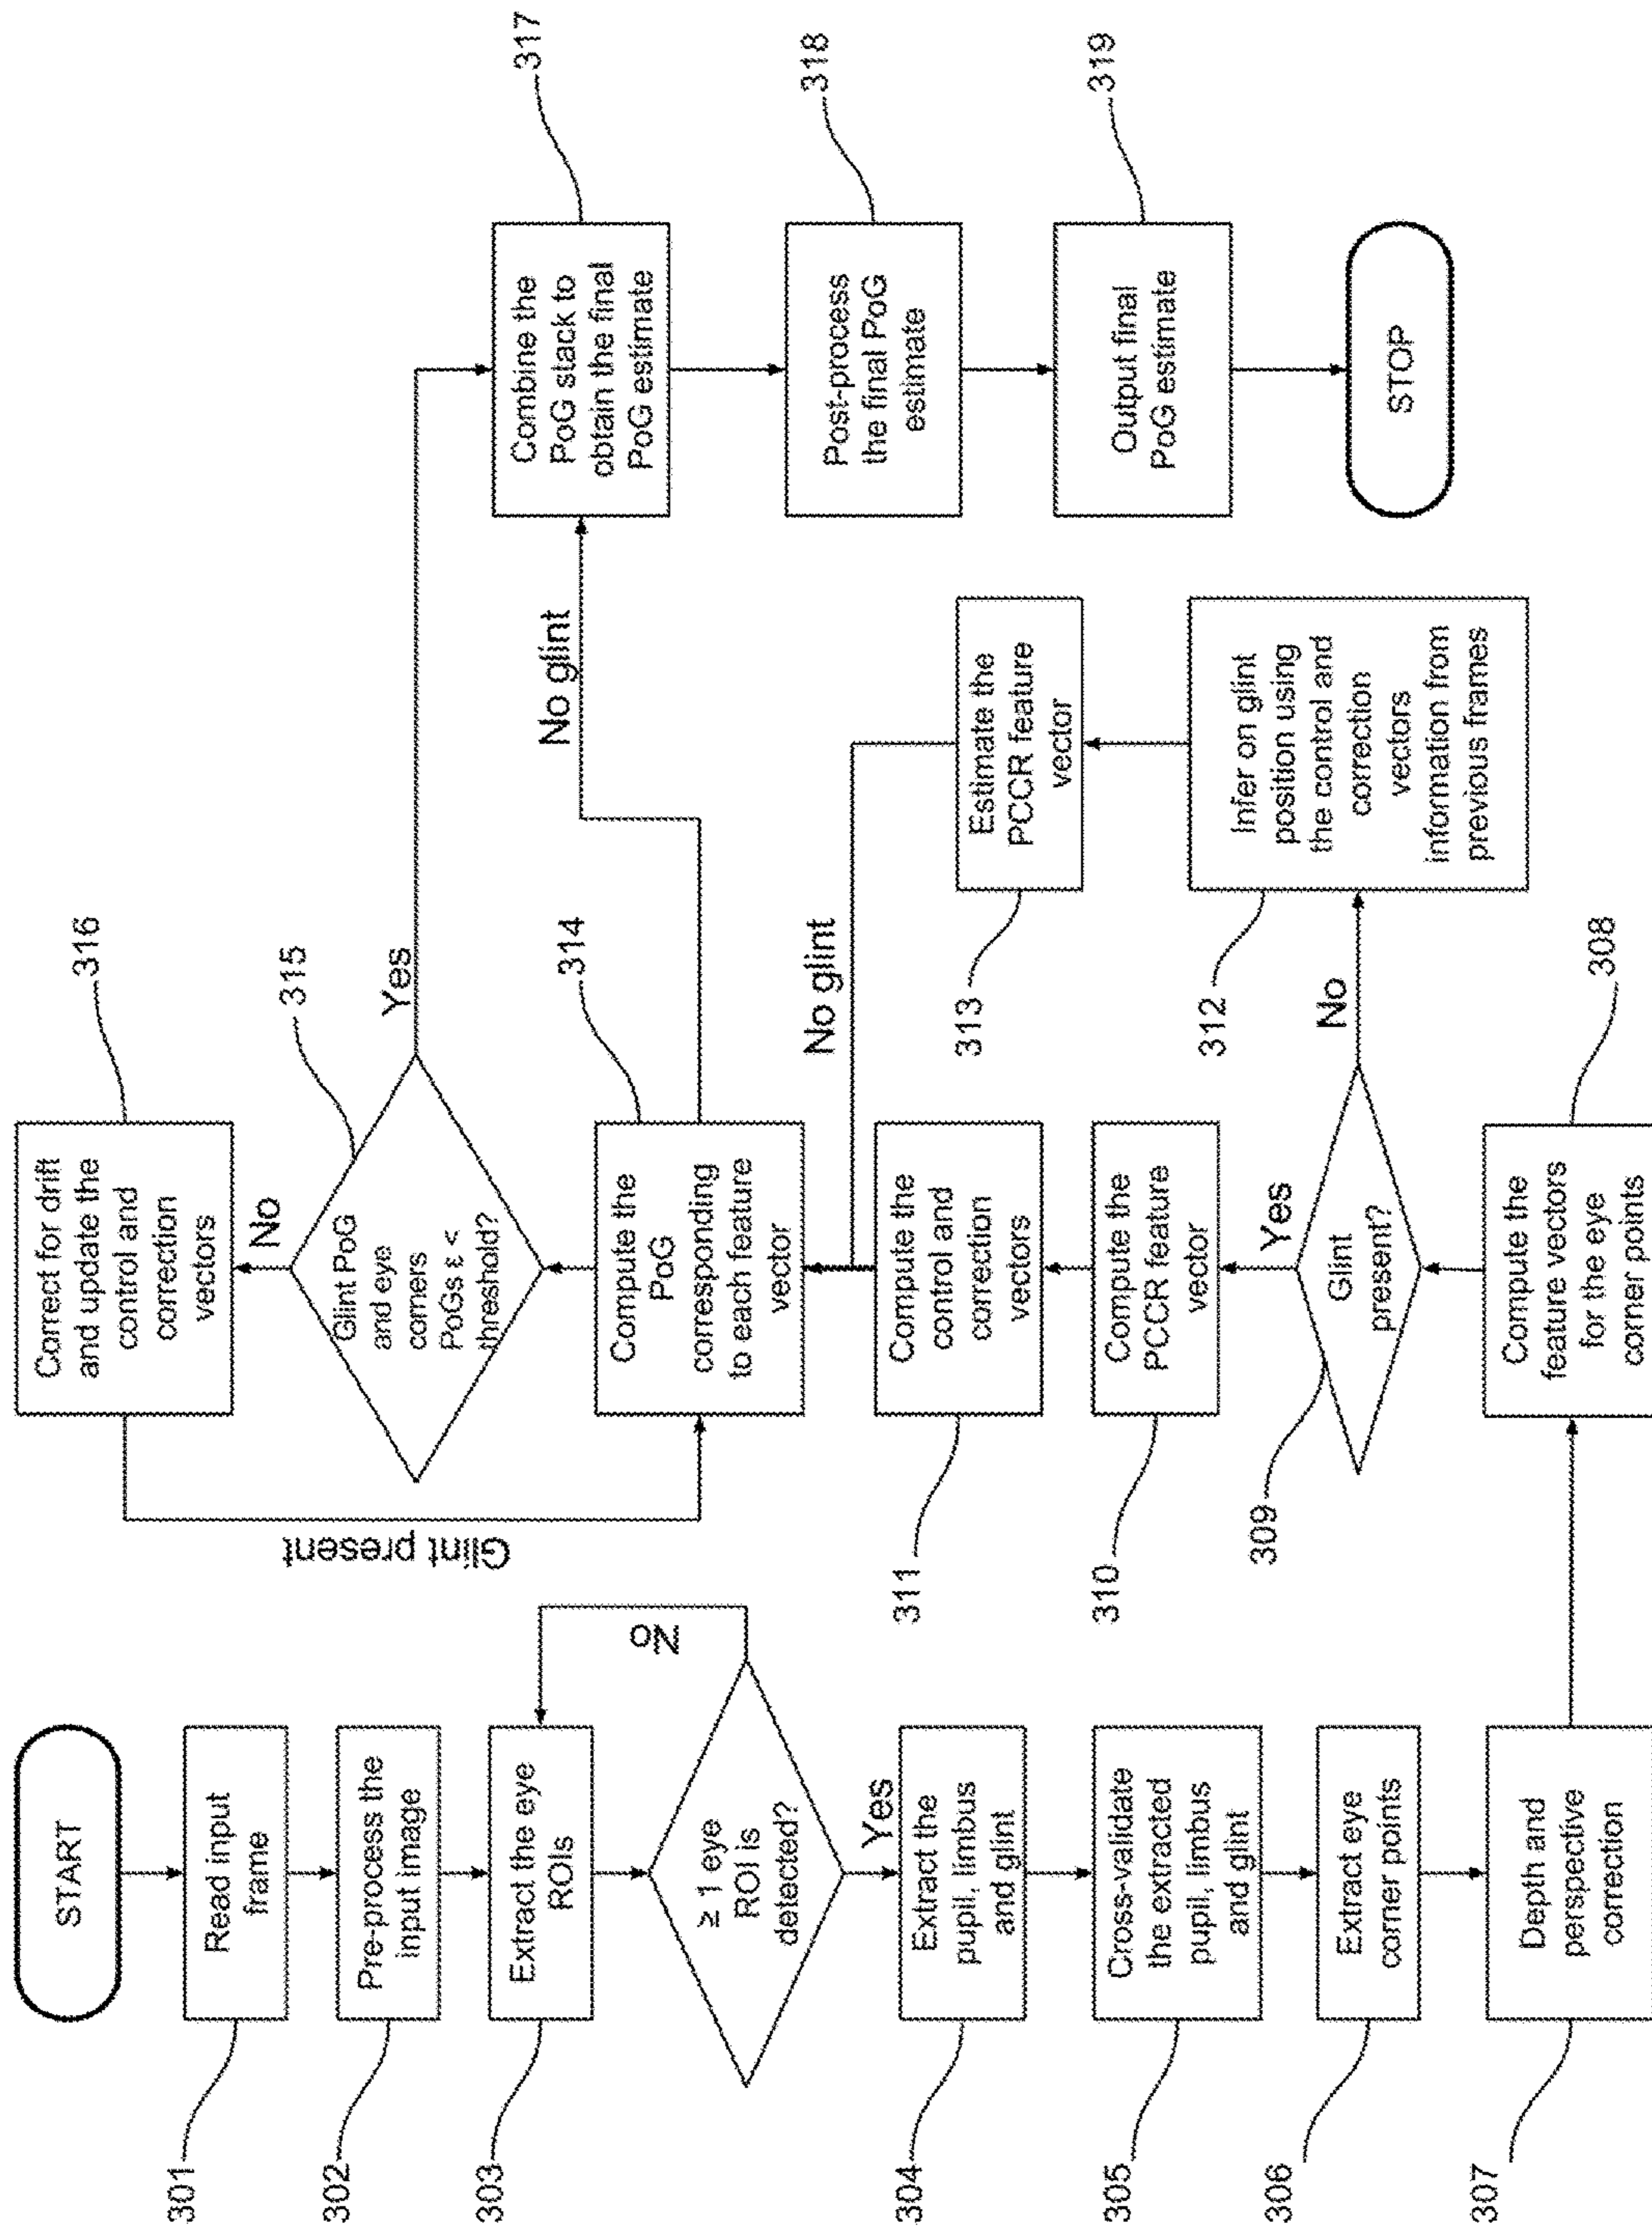 START
301
Read input
frame
302
Pre-process the
input image
303
Extract the eye
ROIs
No
≥ 1 eye
ROI is
detected?
Yes
304
Extract the
pupil, limbus
and glint
305
Cross-validate
the extracted
pupil, limbus
and glint
306
Extract eye
corner points
307
Depth and
perspective
correction
316
Correct for drift
and update the
control and
correction
vectors
No
Glint present
315
Glint PoG
and eye
corners
PoGs ε <
threshold?
Yes
314
Compute the
PoG
corresponding
to each feature
vector
No glint
311
Compute the
control and
correction
vectors
310
Compute the
PCCR feature
vector
Yes
309
Glint
present?
No
308
Compute the
feature vectors
for the eye
corner points
No glint
313
Estimate the
PCCR feature
vector
312
Infer on glint
position using
the control and
correction
vectors
information from
previous frames
317
Combine the
PoG stack to
obtain the final
PoG estimate
318
Post-process
the final PoG
estimate
319
Output final
PoG estimate
STOP